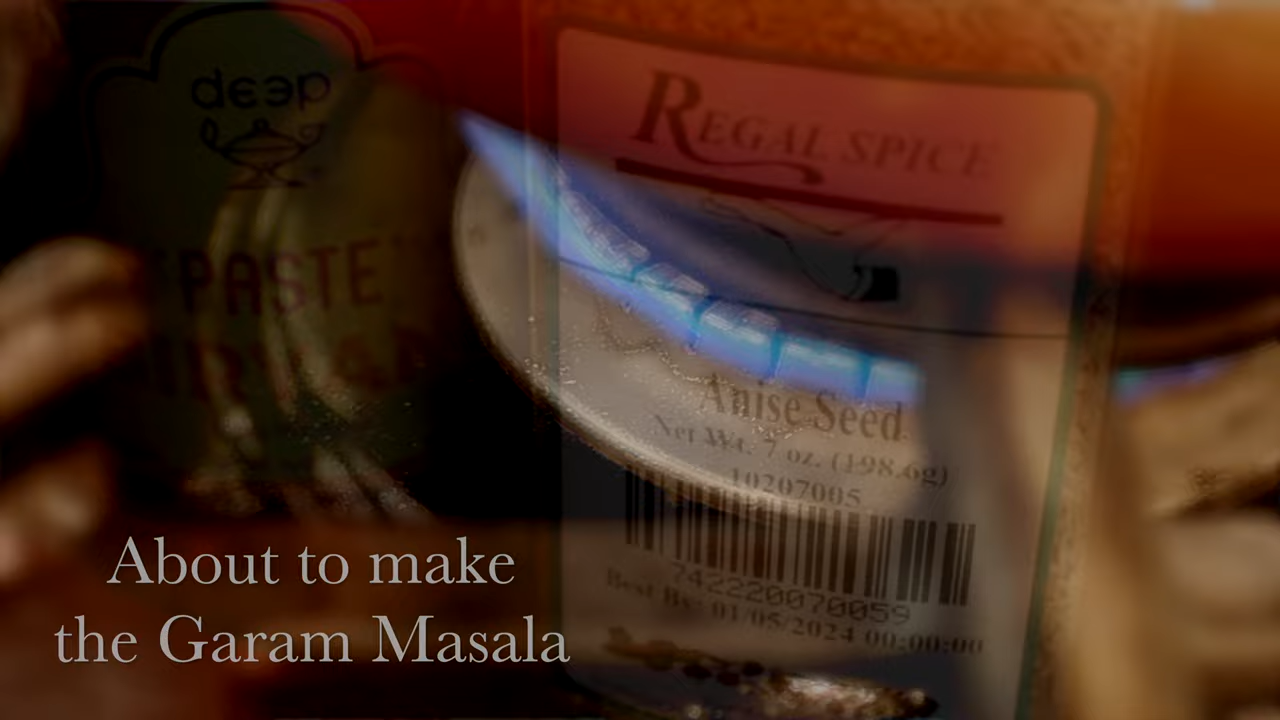 deep
PASTE
REGAL SPICE
Anise Seed
Net Wt. 7 oz. (198.6g)
10207005
742220070059
Best By: 01/05/2024 00:00:00
About to make
the Garam Masala